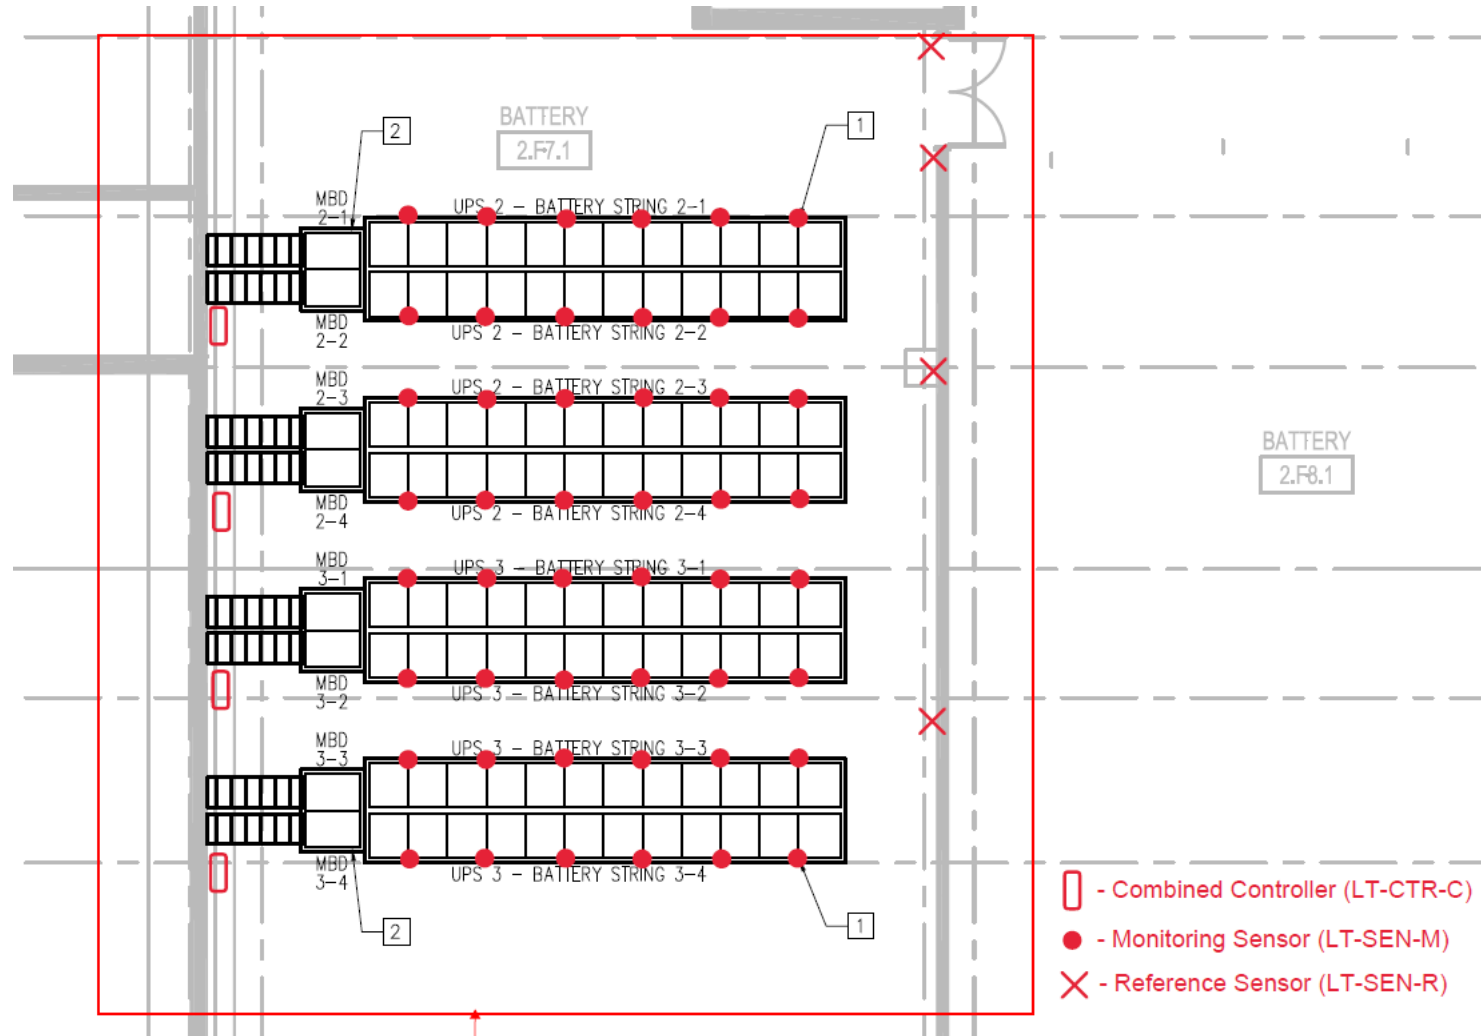 BATTERY
2.F7.1
2
1
MBD
2-1
UPS 2 - BATTERY STRING 2-1
MBD
2-2
UPS 2 - BATTERY STRING 2-2
MBD
2-3
UPS 2 - BATTERY STRING 2-3
BATTERY
2.F8.1
MBD
2-4
UPS 2 - BATTERY STRING 2-4
MBD
3-1
UPS 3 - BATTERY STRING 3-1
MBD
3-2
UPS 3 - BATTERY STRING 3-2
MBD
3-3
UPS 3 - BATTERY STRING 3-3
MBD
3-4
UPS 3 - BATTERY STRING 3-4
2
1
- Combined Controller (LT-CTR-C)
- Monitoring Sensor (LT-SEN-M)
- Reference Sensor (LT-SEN-R)